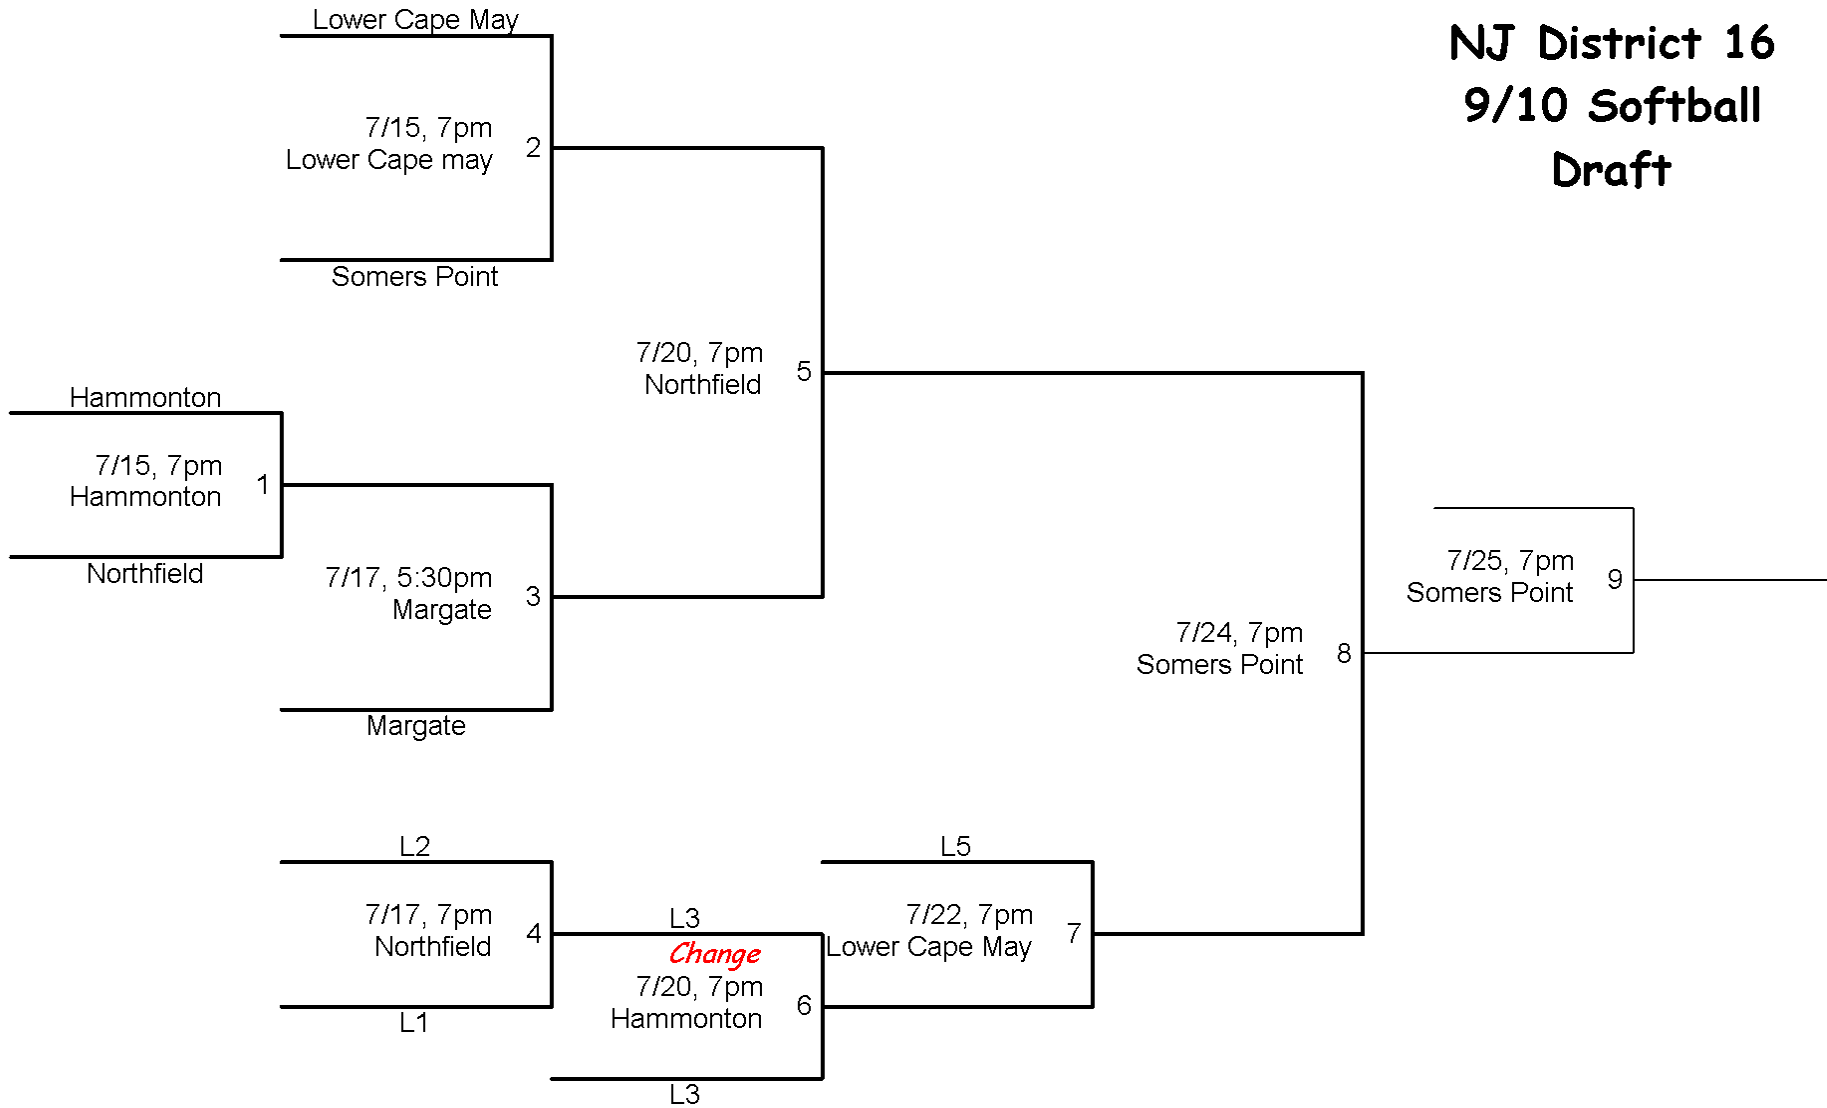 Lower Cape May
NJ District 16
9/10 Softball
Draft
7/15, 7pm
Lower Cape may
2
Somers Point
7/20, 7pm
Northfield
5
Hammonton
7/15, 7pm
Hammonton
1
Northfield
7/17, 5:30pm
Margate
3
Margate
7/25, 7pm
Somers Point
9
7/24, 7pm
Somers Point
8
L2
7/17, 7pm
Northfield
4
L1
L3
Change
7/20, 7pm
Hammonton
6
L3
L5
7/22, 7pm
Lower Cape May
7